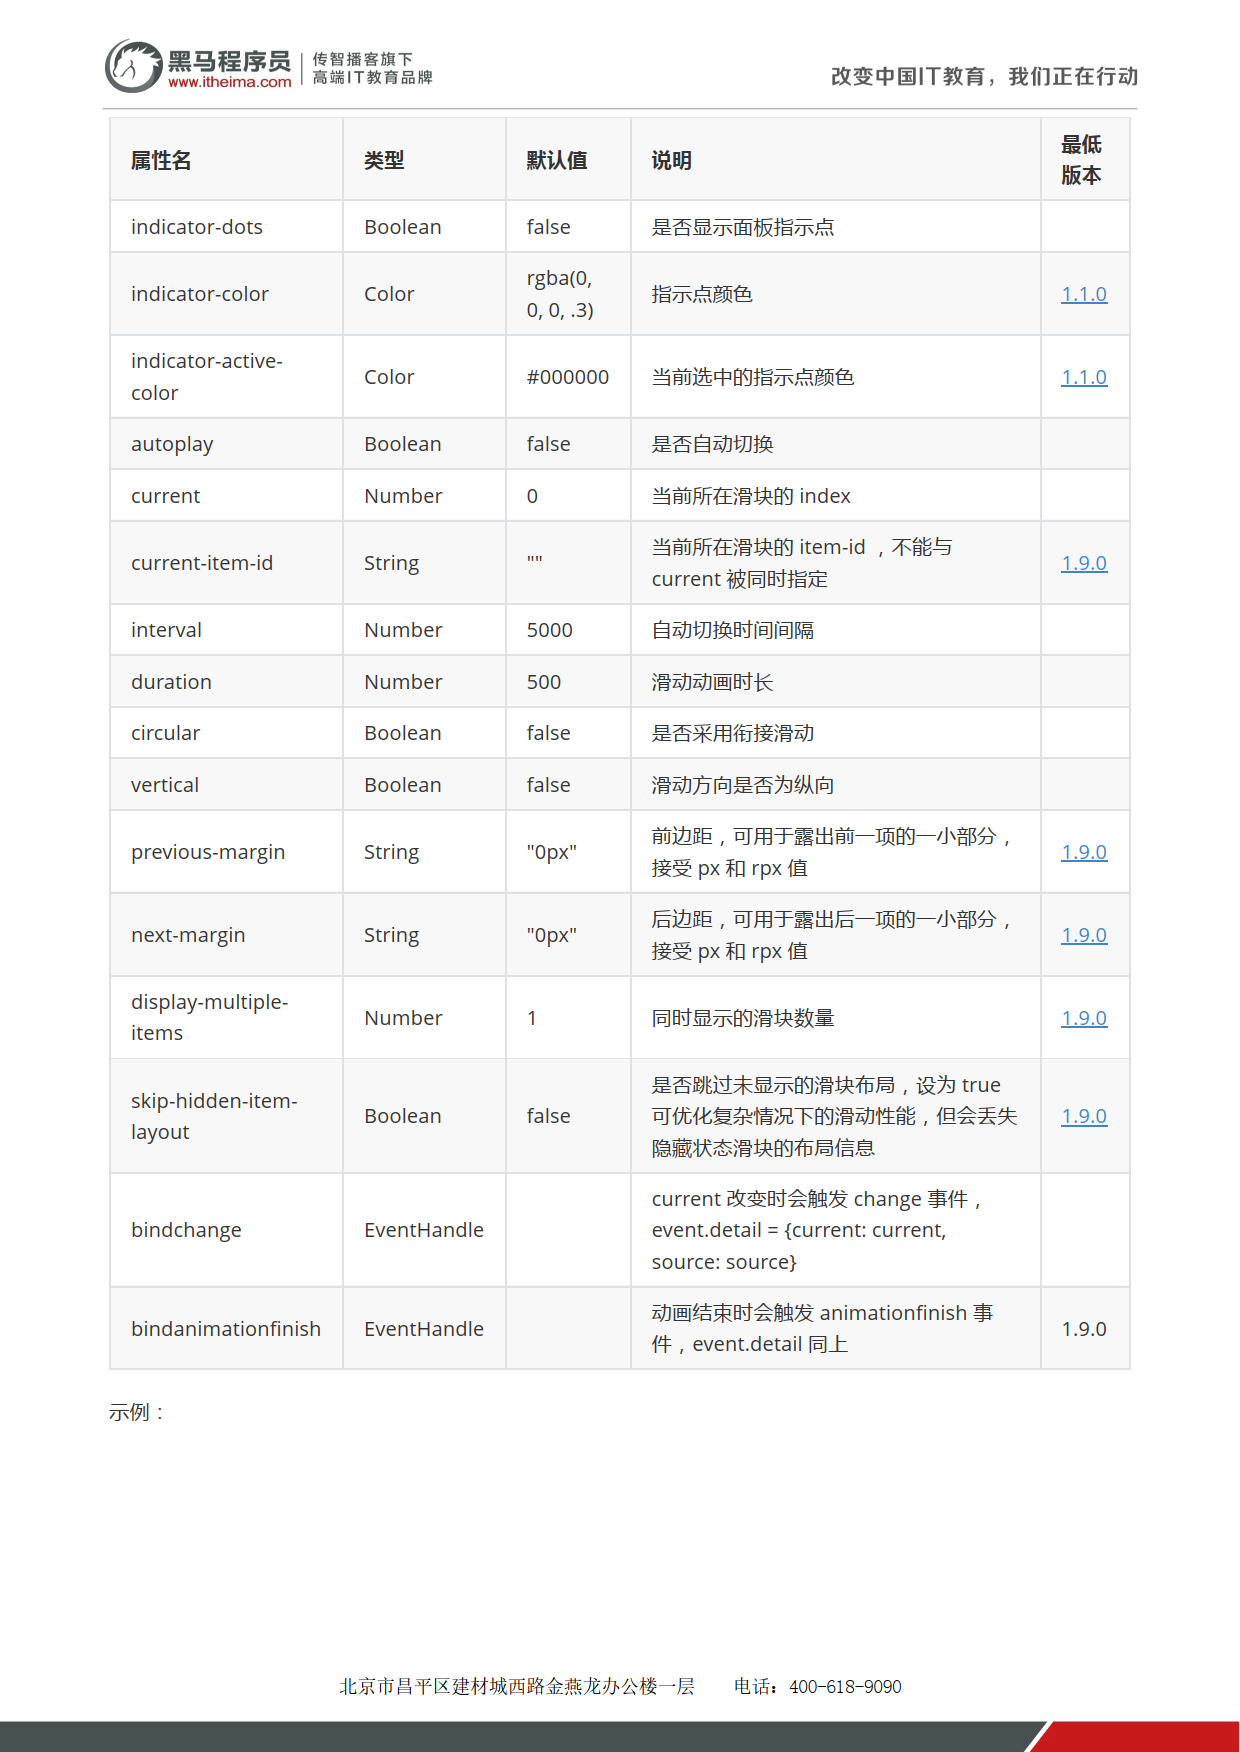 黑马程序员
www.itheima.com
传智播客旗下
高端IT教育品牌
改变中国IT教育，我们正在行动
属性名 类型 默认值 说明 最低
版本
indicator-dots Boolean false 是否显示面板指示点
indicator-color Color rgba(0,
0, 0, .3) 指示点颜色 1.1.0
indicator-active-
color Color #000000 当前选中的指示点颜色 1.1.0
autoplay Boolean false 是否自动切换
current Number 0 当前所在滑块的 index
current-item-id String "" 当前所在滑块的 item-id ，不能与
current 被同时指定 1.9.0
interval Number 5000 自动切换时间间隔
duration Number 500 滑动动画时长
circular Boolean false 是否采用衔接滑动
vertical Boolean false 滑动方向是否为纵向
previous-margin String "0px" 前边距，可用于露出前一项的一小部分，
接受 px 和 rpx 值 1.9.0
next-margin String "0px" 后边距，可用于露出后一项的一小部分，
接受 px 和 rpx 值 1.9.0
display-multiple-
items Number 1 同时显示的滑块数量 1.9.0
skip-hidden-item-
layout Boolean false 是否跳过未显示的滑块布局，设为 true
可优化复杂情况下的滑动性能，但会丢失
隐藏状态滑块的布局信息 1.9.0
bindchange EventHandle current 改变时会触发 change 事件，
event.detail = {current: current,
source: source}
bindanimationfinish EventHandle 动画结束时会触发 animationfinish 事
件，event.detail 同上 1.9.0
示例：
北京市昌平区建材城西路金燕龙办公楼一层 电话：400-618-9090